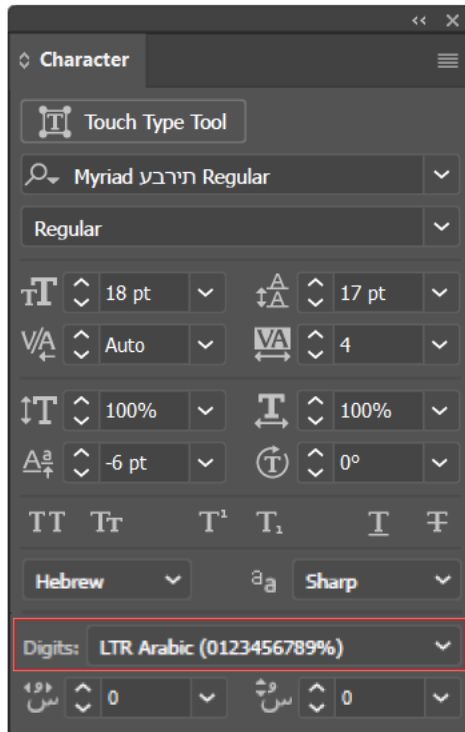 Character
Touch Type Tool
Myriad תירבע Regular
Regular
18 pt 17 pt
Auto 4
100% 100%
-6 pt 0°
Hebrew Sharp
Digits: LTR Arabic (0123456789%)
0 0